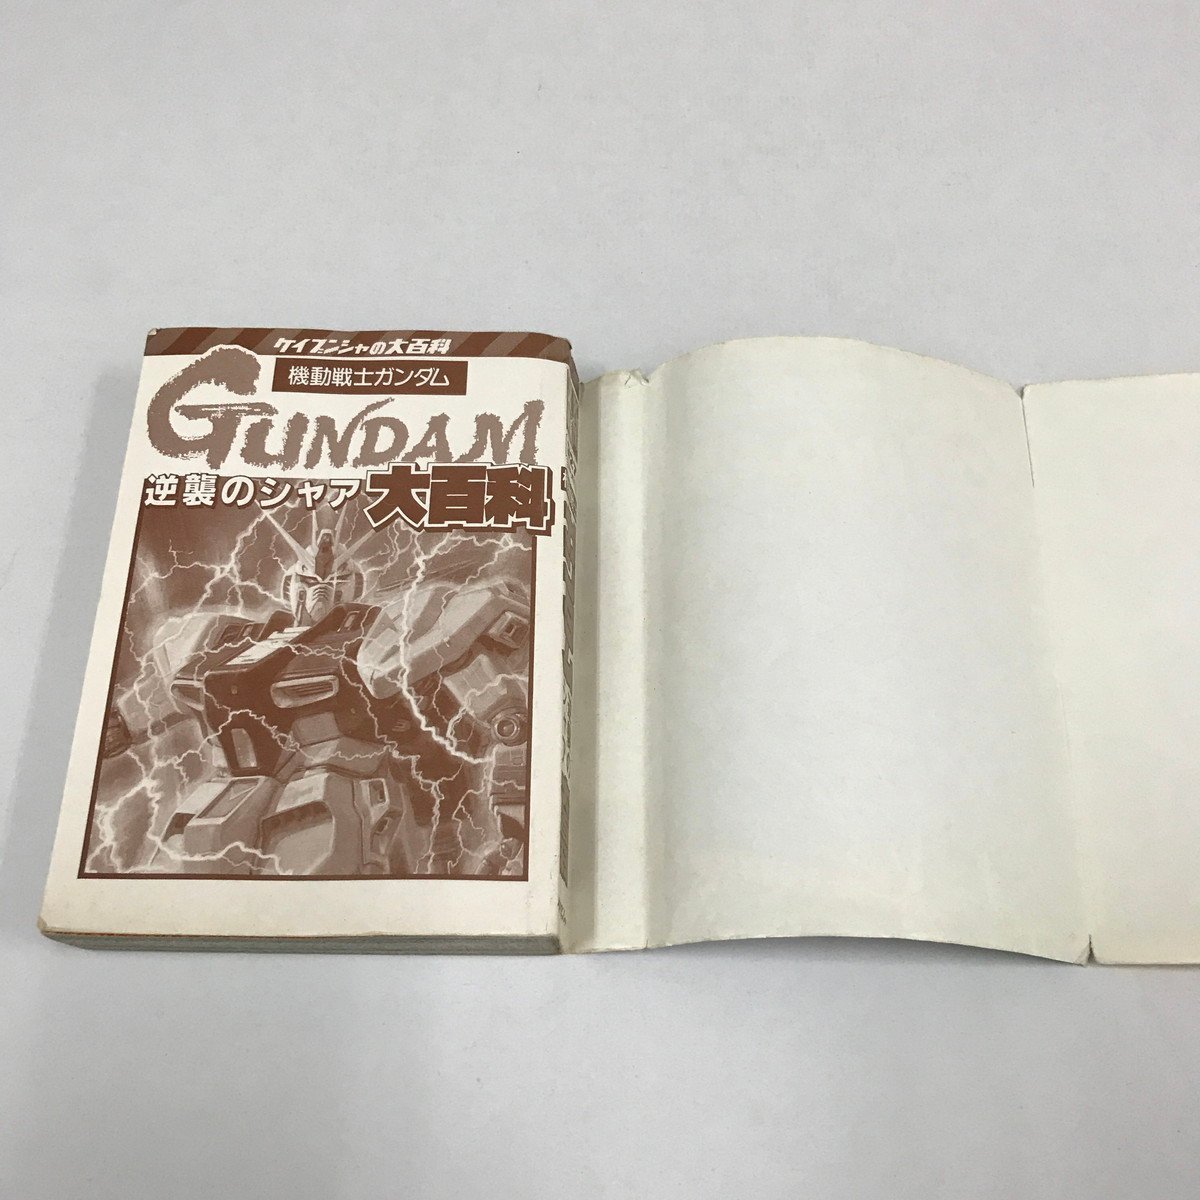 ケイブンシャの大百科
機動戦士ガンダム
GUNDAM
逆襲のシャア 大百科